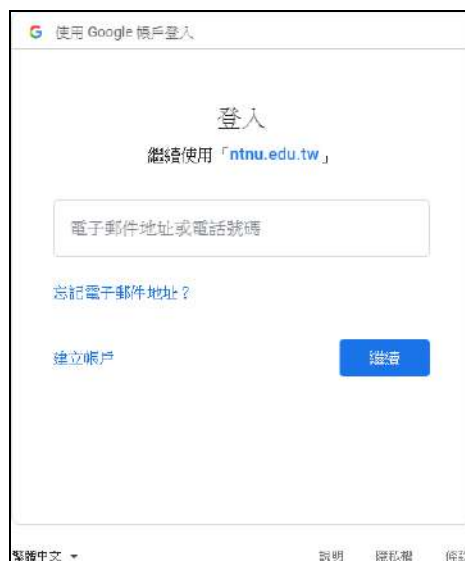 使用 Google 帳戶登入
登入
繼續使用「ntnu.edu.tw」
電子郵件地址或電話號碼
忘記電子郵件地址？
建立帳戶 繼續
繁體中文 說明 隱私權 條款